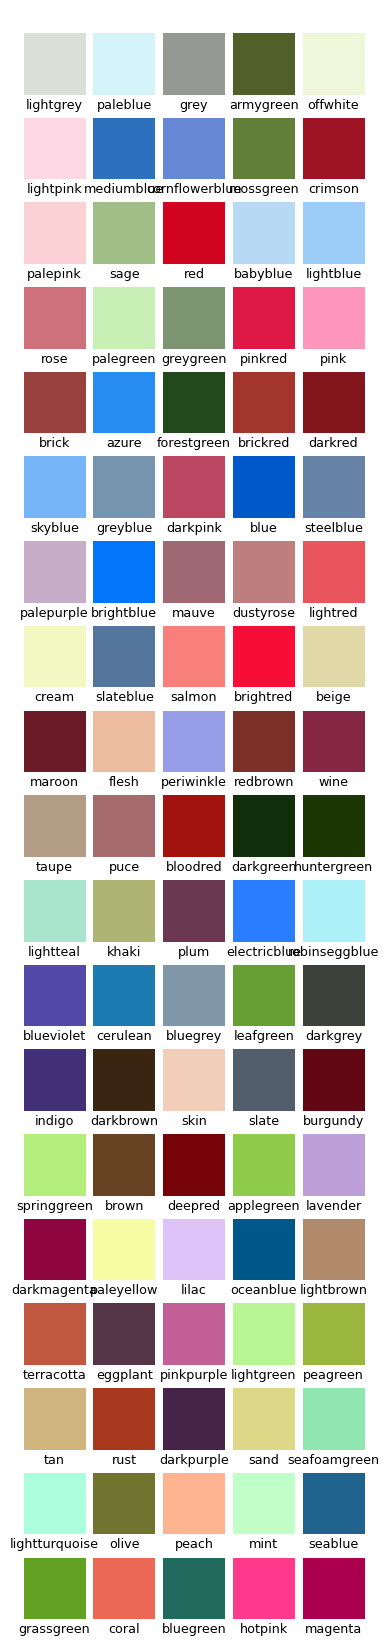 lightgrey paleblue grey armygreen offwhite
lightpink mediumblue cornflowerblue mossgreen crimson
palepink sage red babyblue lightblue
rose palegreen greygreen pinkred pink
brick azure forestgreen brickred darkred
skyblue greyblue darkpink blue steelblue
palepurple brightblue mauve dustyrose lightred
cream slateblue salmon brightred beige
maroon flesh periwinkle redbrown wine
taupe puce bloodred darkgreen huntergreen
lightteal khaki plum electricblue robinseggblue
blueviolet cerulean bluegrey leafgreen darkgrey
indigo darkbrown skin slate burgundy
springgreen brown deepred applegreen lavender
darkmagenta paleyellow lilac oceanblue lightbrown
terracotta eggplant pinkpurple lightgreen peagreen
tan rust darkpurple sand seafoamgreen
lightturquoise olive peach mint seablue
grassgreen coral bluegreen hotpink magenta